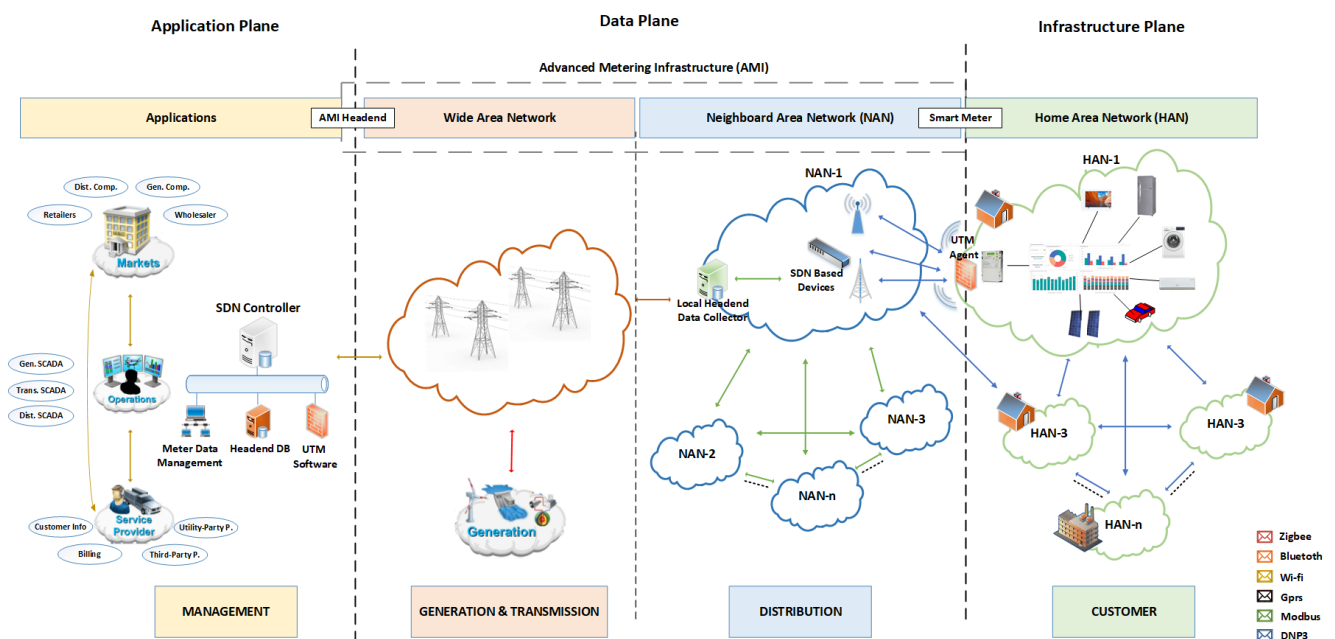 Application Plane
Data Plane
Infrastructure Plane
Advanced Metering Infrastructure (AMI)
Applications
AMI Headend
Wide Area Network
Neighboard Area Network (NAN)
Smart Meter
Home Area Network (HAN)
Dist. Comp.
Gen. Comp.
Retailers
Wholesaler
Markets
SDN Controller
Gen. SCADA
Trans. SCADA
Dist. SCADA
Operations
Meter Data
Management
Headend DB
UTM
Software
Customer Info
Service
Provider
Utility-Party P.
Billing
Third-Party P.
Generation
NAN-1
SDN Based
Devices
Local Headend
Data Collector
NAN-2
NAN-3
NAN-n
UTM
Agent
HAN-1
HAN-3
HAN-3
HAN-n
Zigbee
Bluetoth
Wi-fi
Gprs
Modbus
DNP3
MANAGEMENT
GENERATION & TRANSMISSION
DISTRIBUTION
CUSTOMER